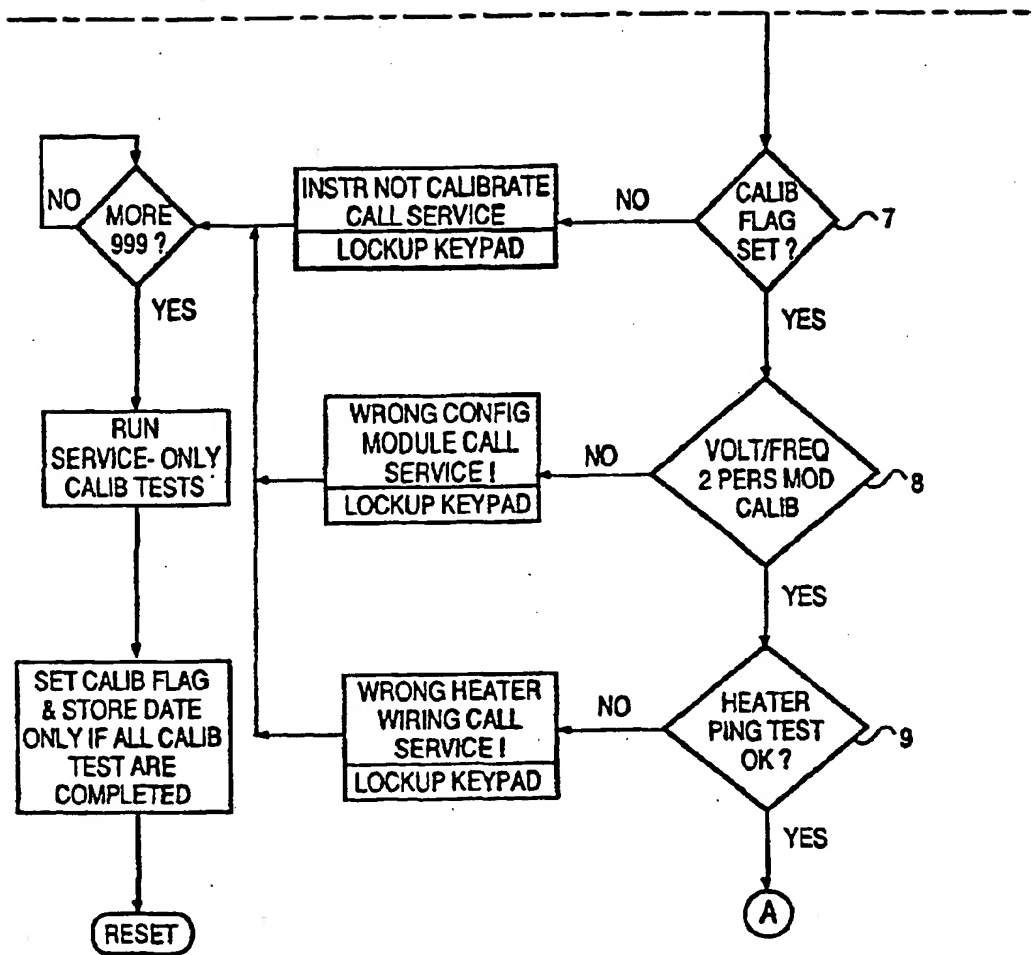 NO
MORE
999 ?
YES
INSTR NOT CALIBRATE
CALL SERVICE
LOCKUP KEYPAD
NO
CALIB
FLAG
SET ?
7
YES
RUN
SERVICE- ONLY
CALIB TESTS
WRONG CONFIG
MODULE CALL
SERVICE !
LOCKUP KEYPAD
NO
VOLT/FREQ
2 PERS MOD
CALIB
8
YES
SET CALIB FLAG
& STORE DATE
ONLY IF ALL CALIB
TEST ARE
COMPLETED
WRONG HEATER
WIRING CALL
SERVICE !
LOCKUP KEYPAD
NO
HEATER
PING TEST
OK ?
9
YES
RESET
A